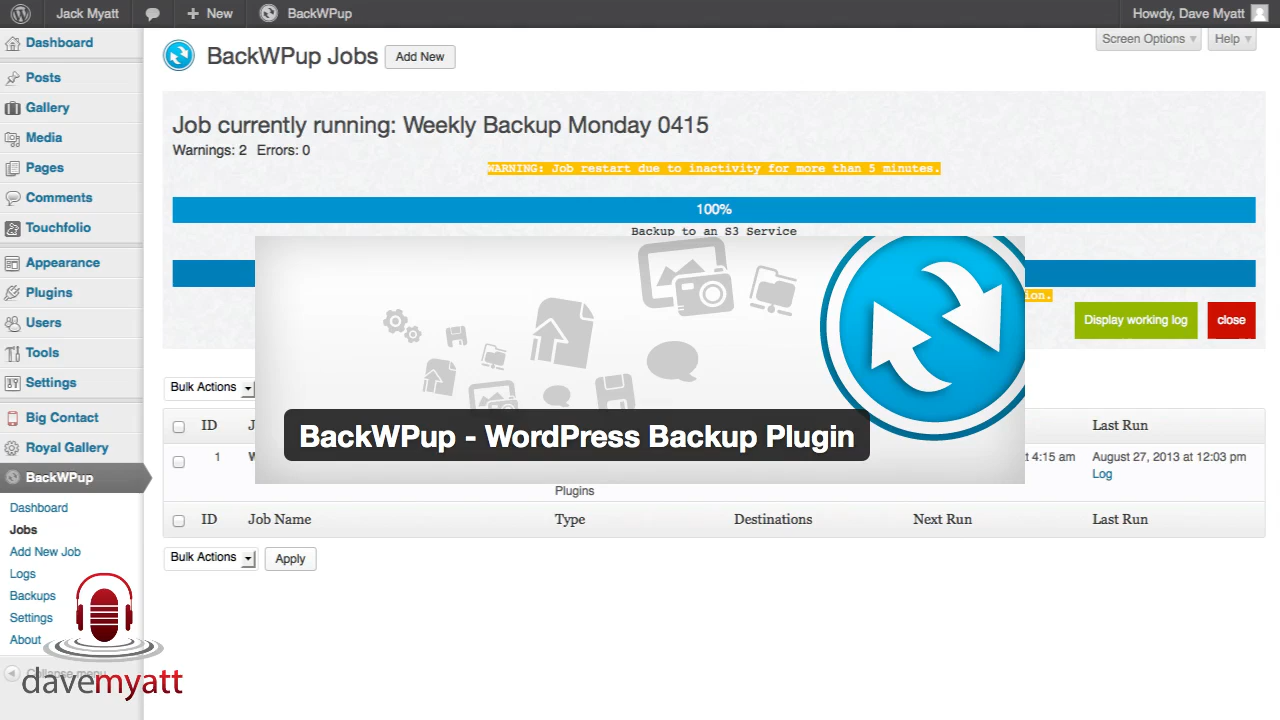 Jack Myatt
+ New
BackWPup
Howdy, Dave Myatt
Dashboard
Posts
Gallery
Media
Pages
Comments
Touchfolio
Appearance
Plugins
Users
Tools
Settings
Big Contact
Royal Gallery
BackWPup
Dashboard
Jobs
Add New Job
Logs
Backups
Settings
About
Collapse menu
davemyatt
BackWPup Jobs
Add New
Screen Options
Help
Job currently running: Weekly Backup Monday 0415
Warnings: 2 Errors: 0
WARNING: Job restart due to inactivity for more than 5 minutes.
100%
Backup to an S3 Service
ion.
Display working log
close
BackWPup - WordPress Backup Plugin
Bulk Actions
ID
Last Run
1
t 4:15 am
August 27, 2013 at 12:03 pm
Log
Plugins
ID Job Name Type Destinations Next Run Last Run
Bulk Actions
Apply